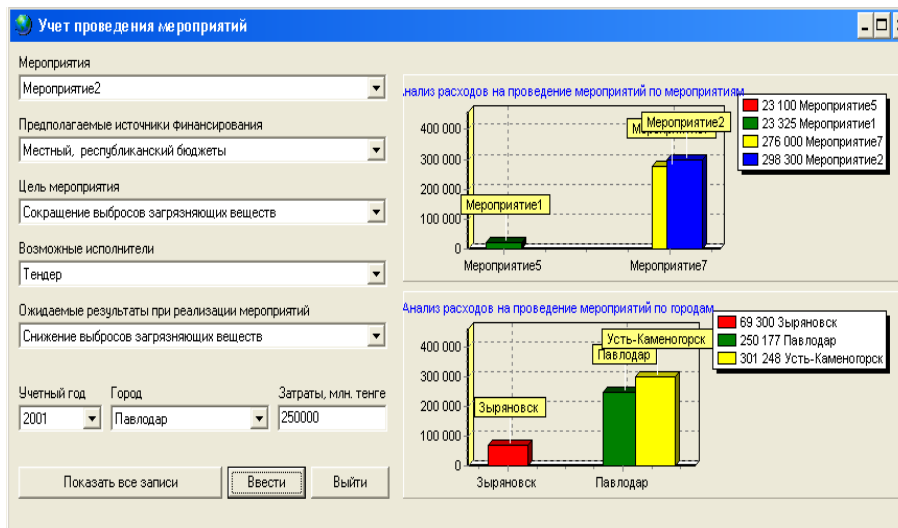 Учет проведения мероприятий
Мероприятия
Мероприятие2
Предполагаемые источники финансирования
Местный, республиканский бюджеты
Цель мероприятия
Сокращение выбросов загрязняющих веществ
Возможные исполнители
Тендер
Ожидаемые результаты при реализации мероприятий
Снижение выбросов загрязняющих веществ
Учетный год Город Затраты, млн. тенге
2001 Павлодар 250000
Показать все записи Ввести Выйти
Анализ расходов на проведение мероприятий по мероприятиям
23 100 Мероприятие5
23 325 Мероприятие1
276 000 Мероприятие7
298 300 Мероприятие2
400 000
300 000
200 000
100 000
0
Мероприятие2
Мероприятие1
Мероприятие5 Мероприятие7
Анализ расходов на проведение мероприятий по городам
69 300 Зыряновск
250 177 Павлодар
301 248 Усть-Каменогорск
400 000
300 000
200 000
100 000
0
Усть-Каменогорск
Павлодар
Зыряновск
Зыряновск Павлодар